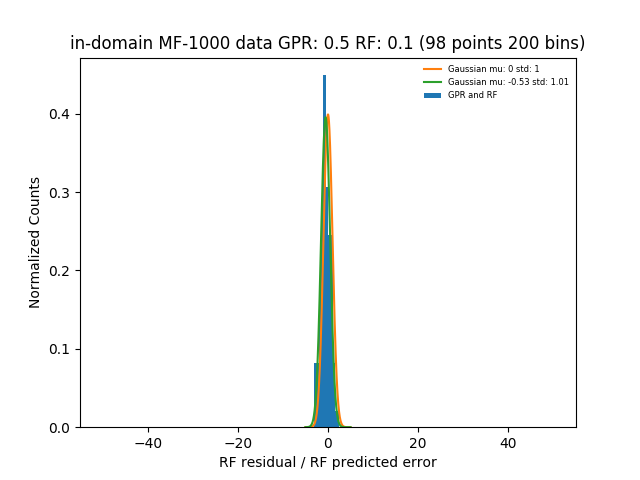 in-domain MF-1000 data GPR: 0.5 RF: 0.1 (98 points 200 bins)
Gaussian mu: 0 std: 1
Gaussian mu: -0.53 std: 1.01
GPR and RF
Normalized Counts
0.4
0.3
0.2
0.1
0.0
−40
−20
0
20
40
RF residual / RF predicted error